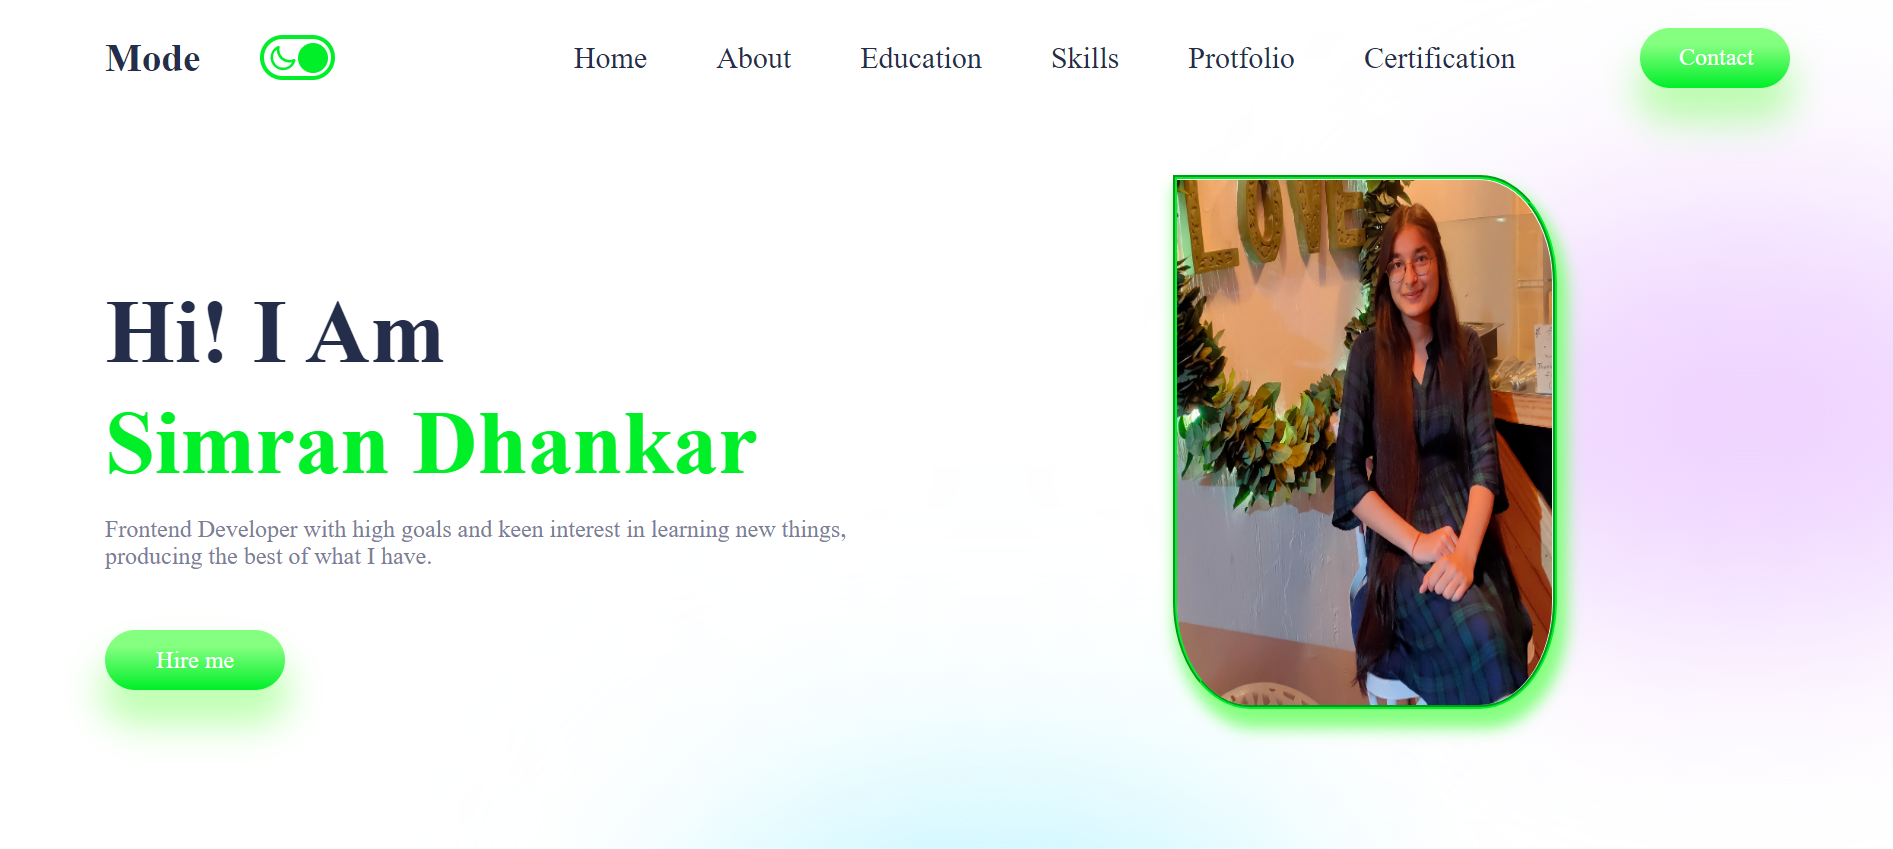 Mode Home About Education Skills Protfolio Certification Contact
LOVE
Hi! I Am
Simran Dhankar
Frontend Developer with high goals and keen interest in learning new things,
producing the best of what I have.
Hire me